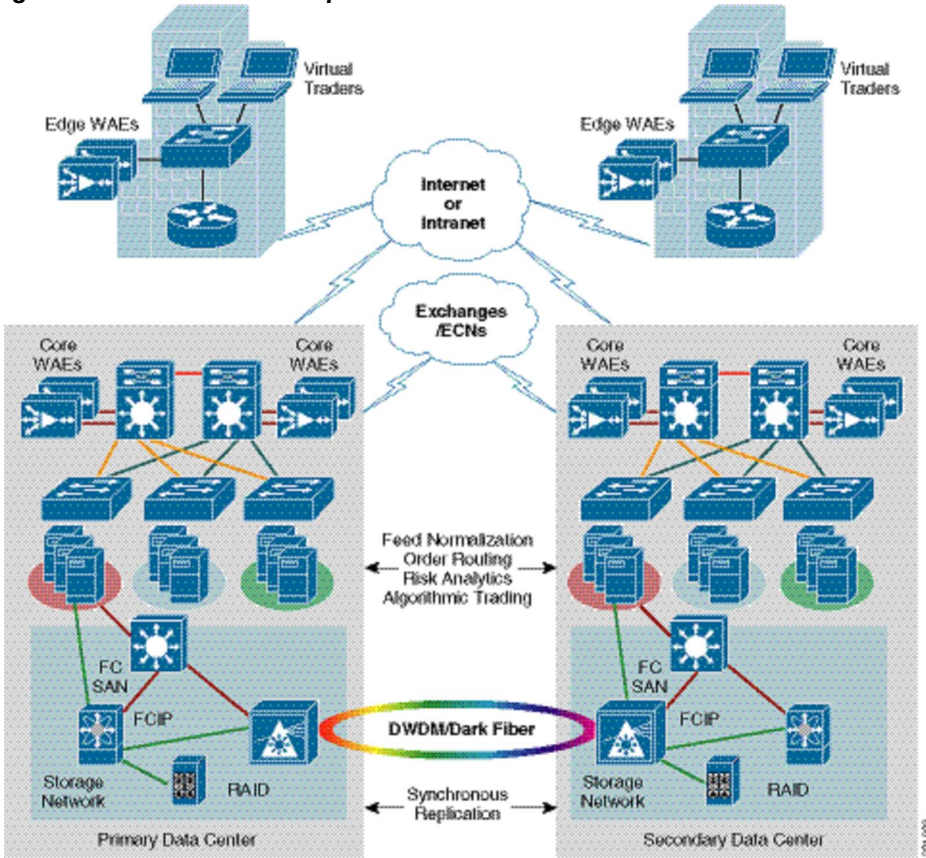 Virtual
Traders
Edge WAEs
Virtual
Traders
Edge WAEs
Internet
or
Intranet
Exchanges
/ECNs
Core
WAEs
Core
WAEs
Core
WAEs
Core
WAEs
Feed Normalization
Order Routing
Risk Analytics
Algorithmic Trading
FC
SAN
FCIP
Storage
Network
RAID
DWDM/Dark Fiber
FC
SAN
FCIP
Storage
Network
RAID
Synchronous
Replication
Primary Data Center
Secondary Data Center